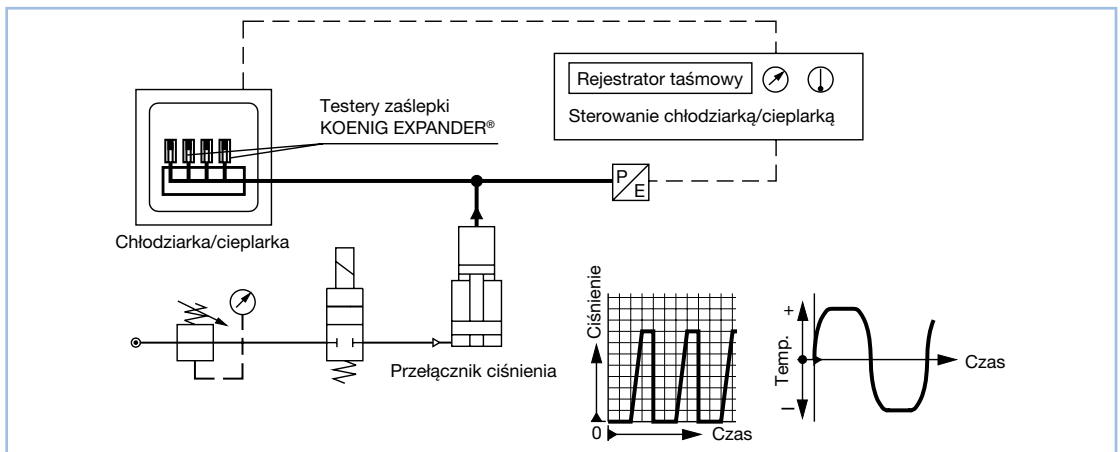 Rejestrator taśmowy
Sterowanie chłodziarką/cieplarką
Testery zaślepki
KOENIG EXPANDER®
P
E
Chłodziarka/cieplarka
Przełącznik ciśnienia
Ciśnienie
0
Czas
+
Temp.
–
Czas